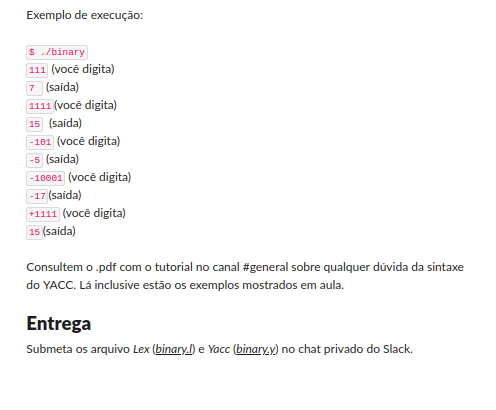 Exemplo de execução:
$ ./binary
111 (você digita)
7 (saída)
1111(você digita)
15 (saída)
-101 (você digita)
-5 (saída)
-10001 (você digita)
-17(saída)
+1111 (você digita)
15(saída)
Consultem o .pdf com o tutorial no canal #general sobre qualquer dúvida da sintaxe
do YACC. Lá inclusive estão os exemplos mostrados em aula.
Entrega
Submeta os arquivo Lex (binary.l) e Yacc (binary.y) no chat privado do Slack.